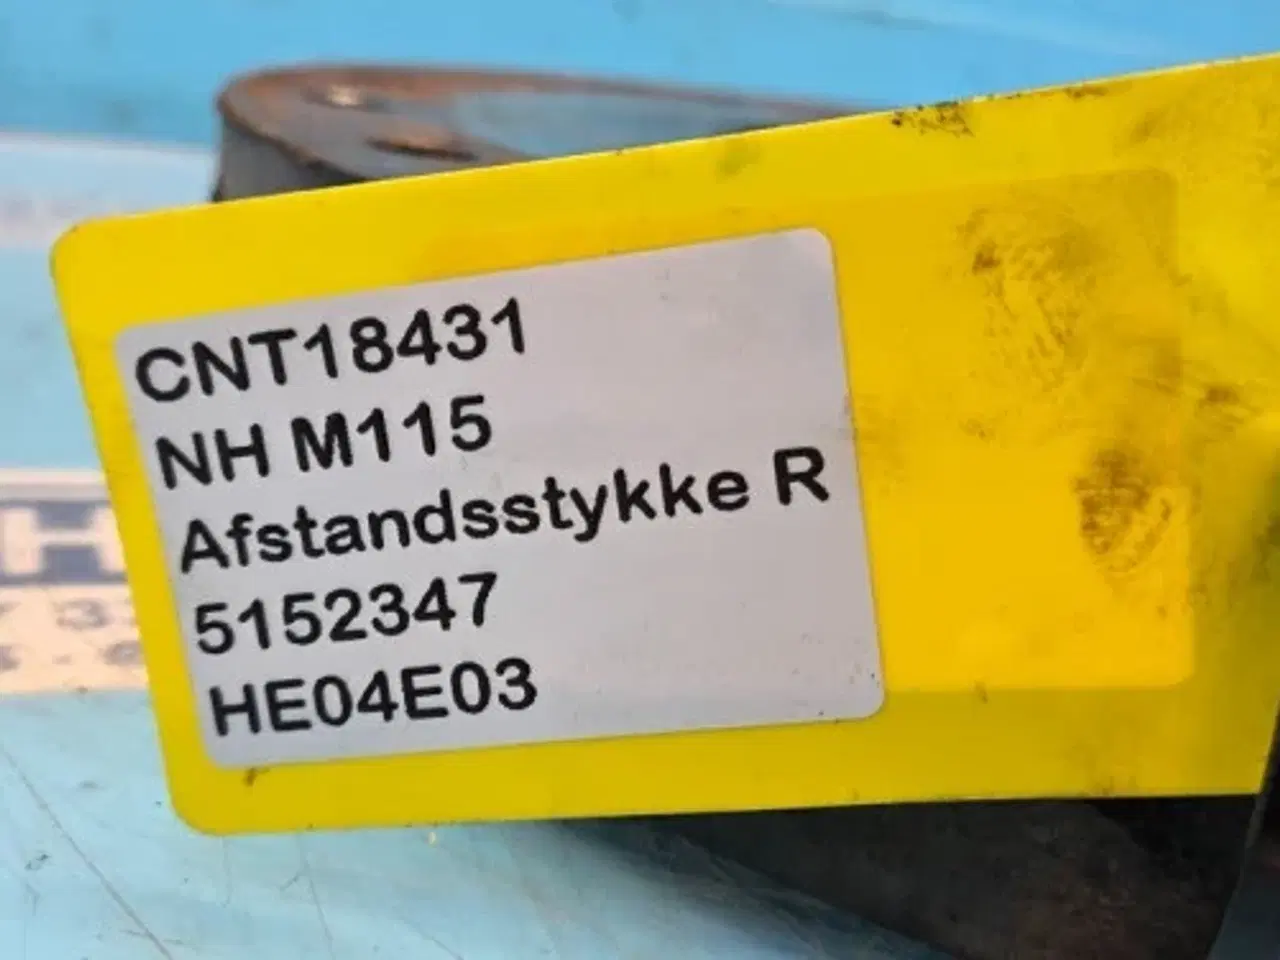 CNT18431
NH M115
Afstandsstykke R
5152347
HE04E03